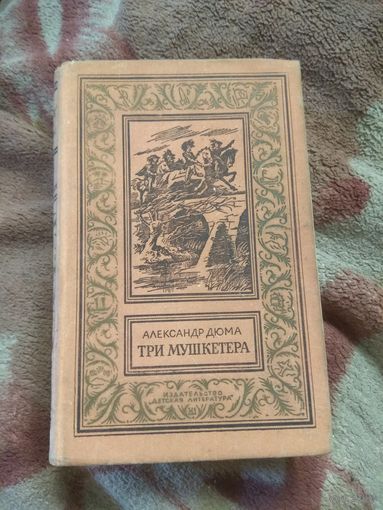 АЛЕКСАНДР ДЮМА
ТРИ МУШКЕТЕРА
ИЗДАТЕЛЬСТВО
"ДЕТСКАЯ ЛИТЕРАТУРА"